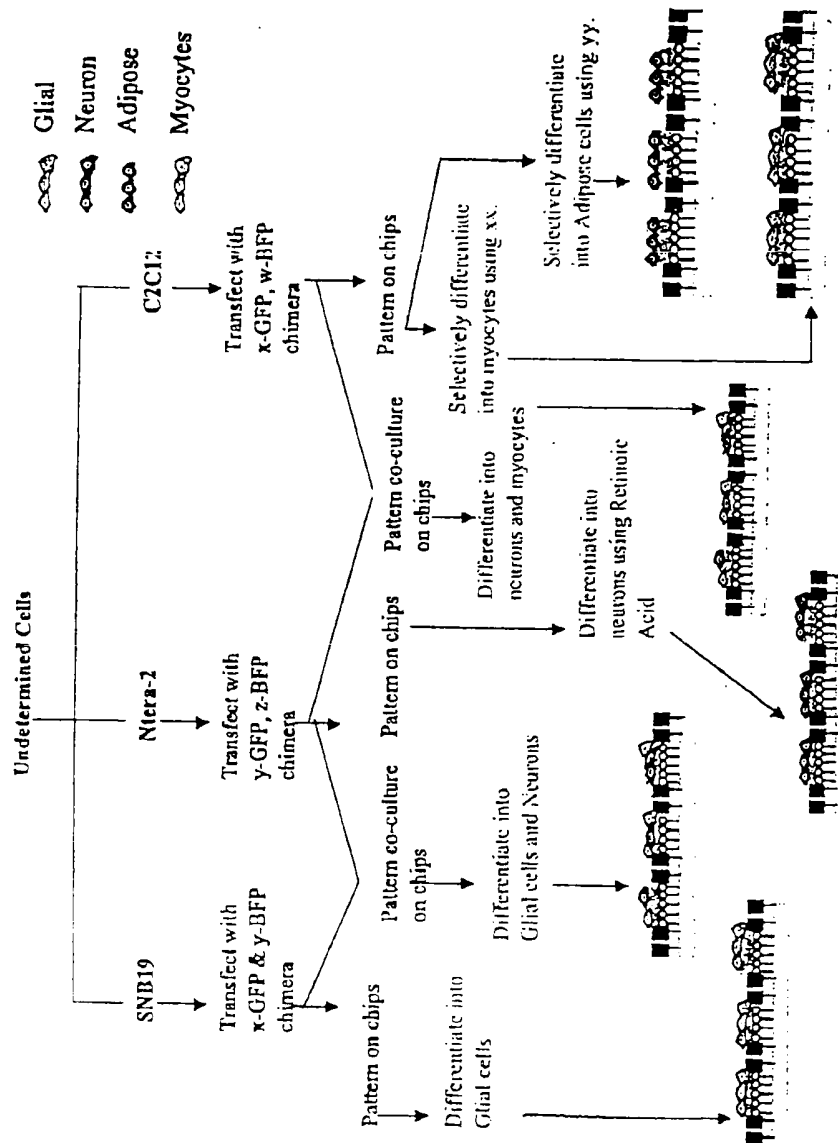 Undetermined Cells
SNB19
Ntera-2
C2C12
Glial
Neuron
Adipose
Myocytes
Transfect with
x-GFP & y-BFP
chimera
Transfect with
y-GFP, z-BFP
chimera
Transfect with
x-GFP, w-BFP
chimera
Pattern on chips
Pattern co-culture
on chips
Pattern on chips
Pattern co-culture
on chips
Pattern on chips
Differentiate into
Glial cells
Differentiate into
Glial cells and Neurons
Differentiate into
neurons using Retinoic
Acid
Differentiate into
neurons and myocytes
Selectively differentiate
into myocytes using xx.
Selectively differentiate
into Adipose cells using yy.